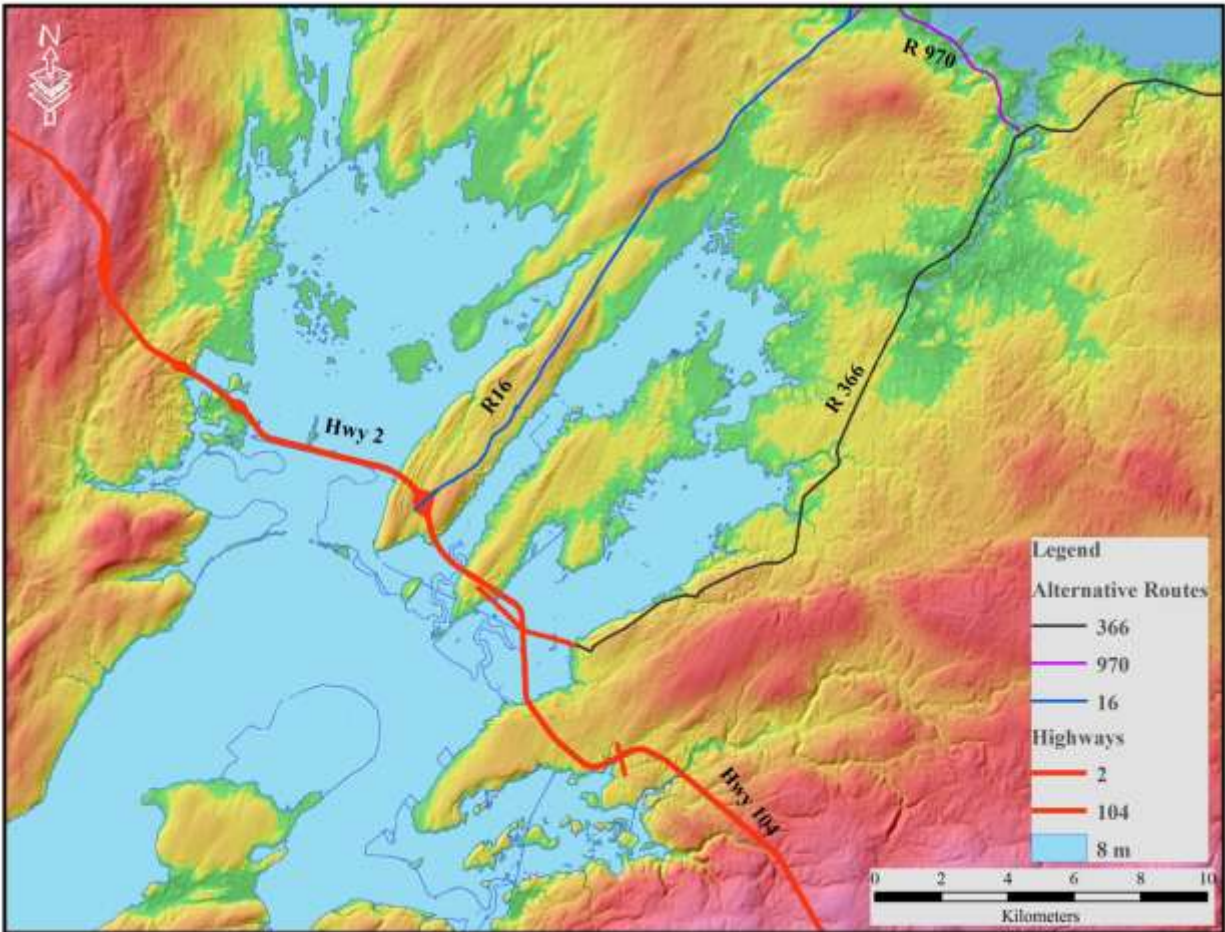 N
R 970
R16
R 366
Hwy 2
Hwy 104
Legend
Alternative Routes
366
970
16
Highways
2
104
8 m
0 2 4 6 8 10
Kilometers